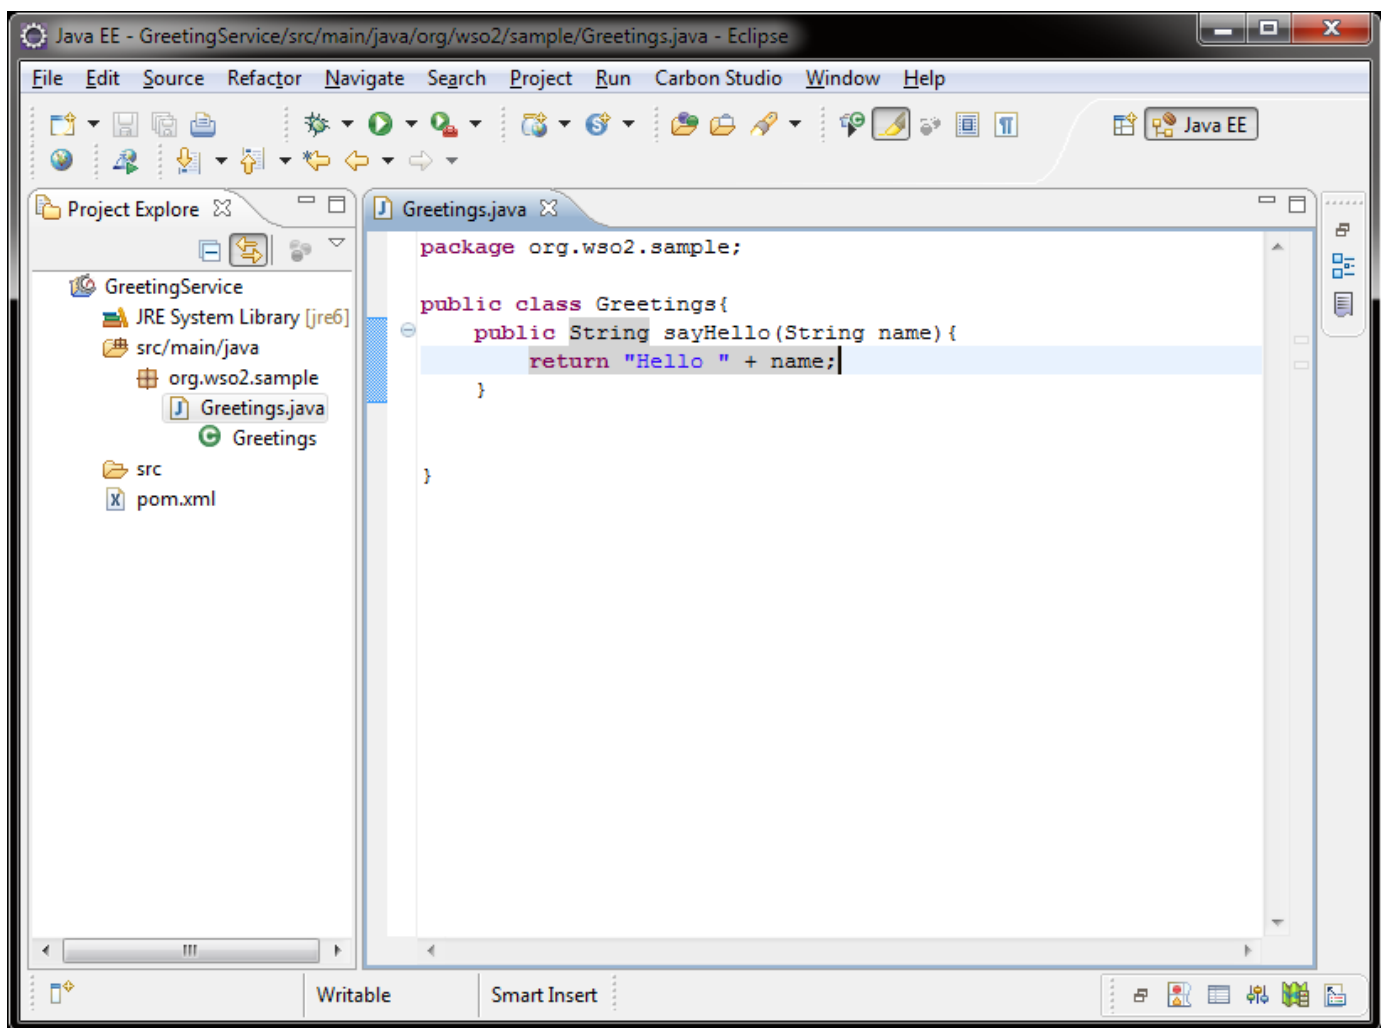 Java EE - GreetingService/src/main/java/org/wso2/sample/Greetings.java - Eclipse
File Edit Source Refactor Navigate Search Project Run Carbon Studio Window Help
Java EE
Project Explore
GreetingService
JRE System Library [jre6]
src/main/java
org.wso2.sample
Greetings.java
Greetings
src
pom.xml
Greetings.java
package org.wso2.sample;
public class Greetings{
public String sayHello(String name){
return "Hello " + name;
}
}
Writable Smart Insert